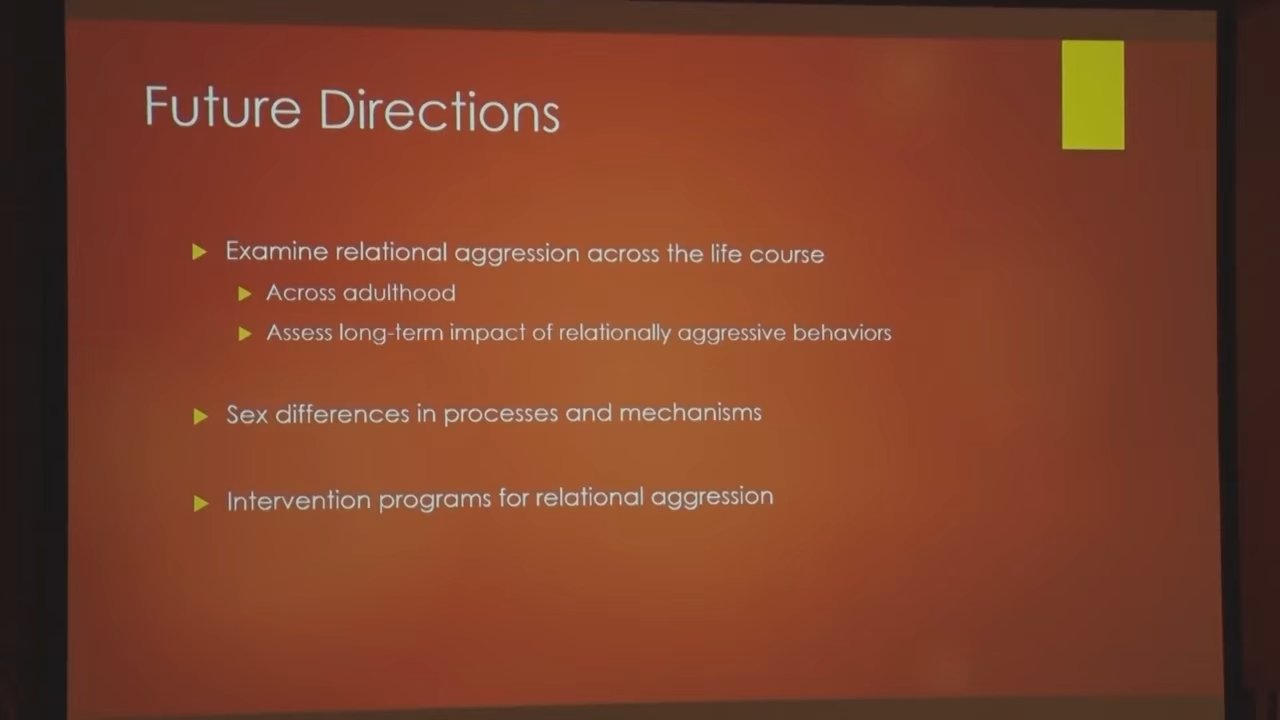 Future Directions
Examine relational aggression across the life course
Across adulthood
Assess long-term impact of relationally aggressive behaviors
Sex differences in processes and mechanisms
Intervention programs for relational aggression